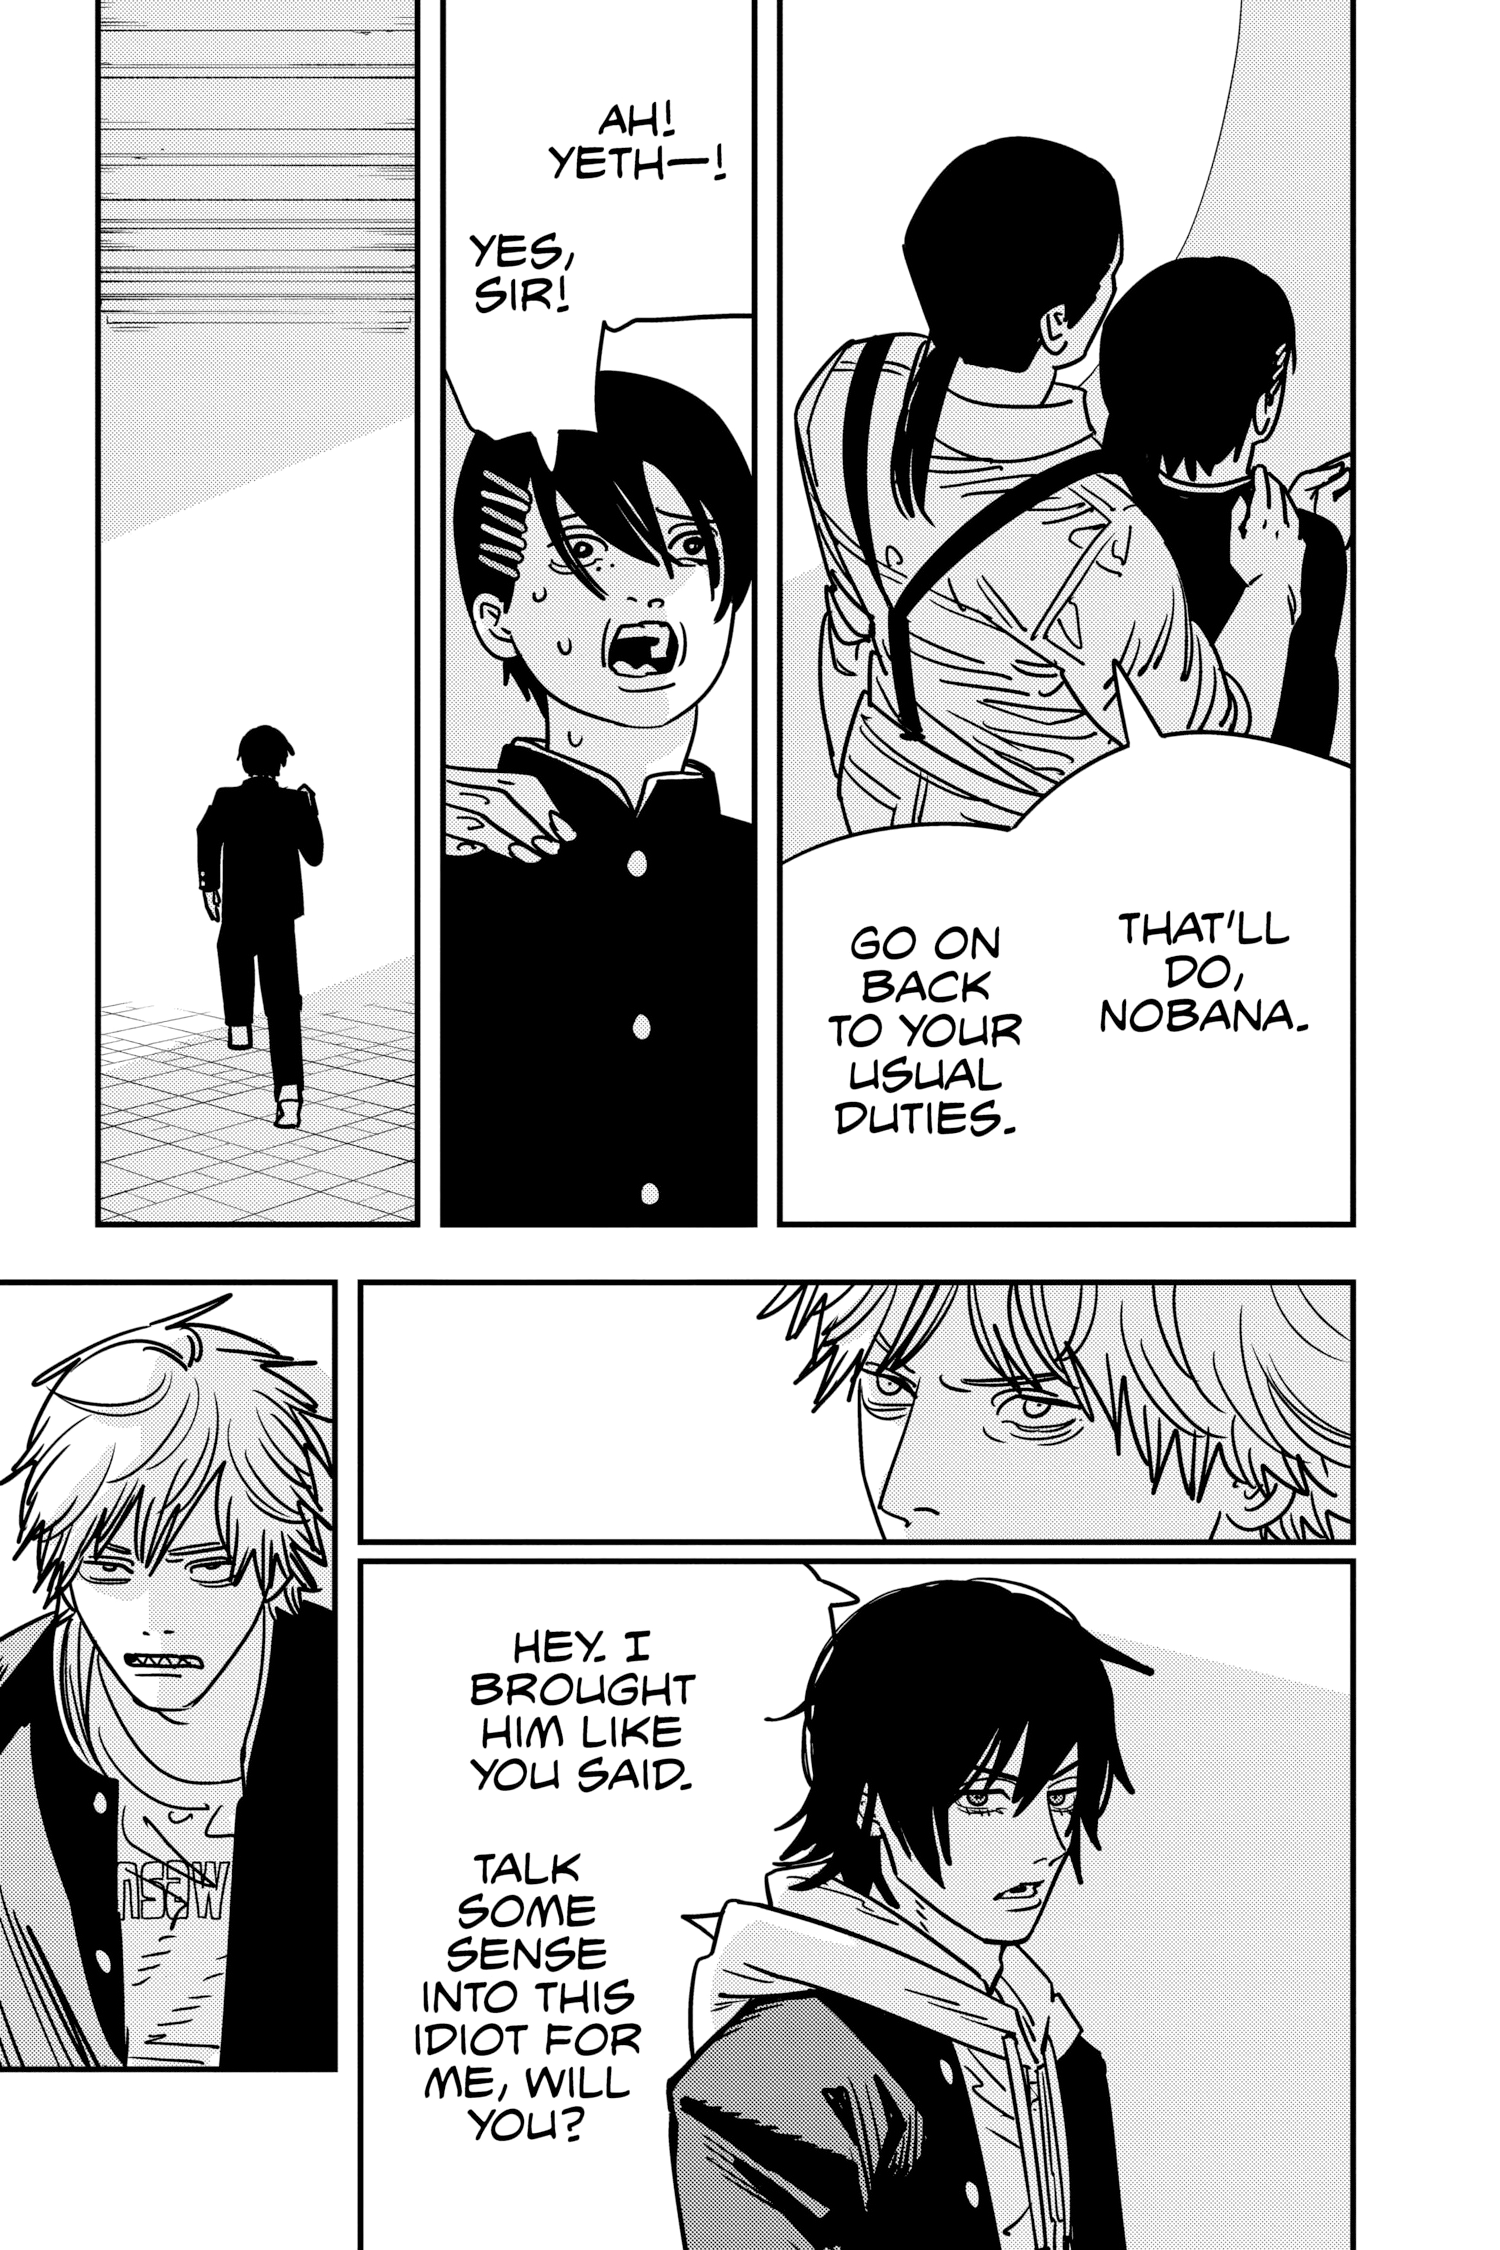 THAT'LL
DO,
NOBANA.
GO ON
BACK
TO YOUR
USUAL
DUTIES.
AH!
YETH—!
YES,
SIR!
HEY. I
BROUGHT
HIM LIKE
YOU SAID.
TALK
SOME
SENSE
INTO THIS
IDIOT FOR
ME, WILL
YOU?
NSAW